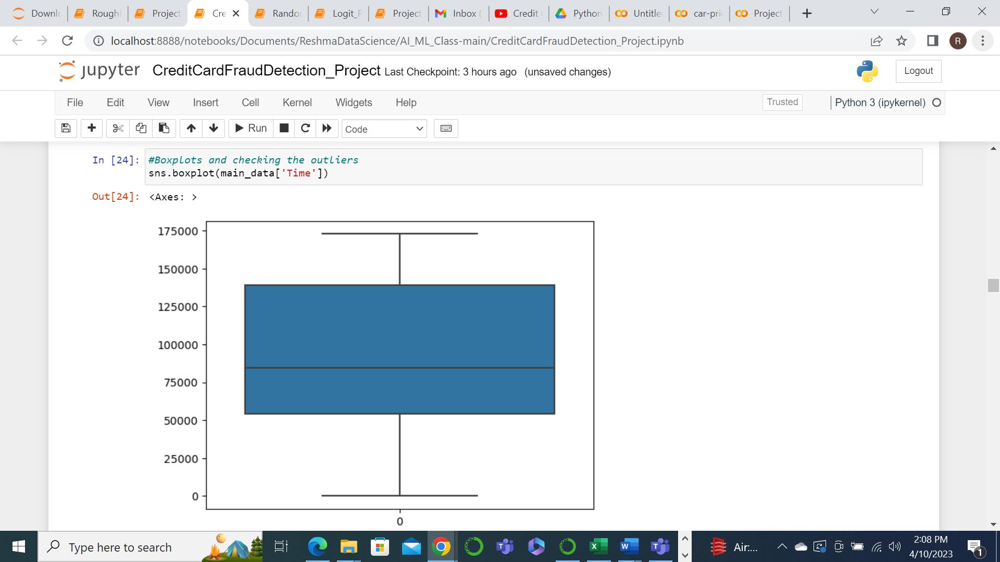 Downl Rough Project Cre Rando Logit_R Project Inbox ( Credit Python Untitle car-pri Project
localhost:8888/notebooks/Documents/ReshmaDataScience/AI_ML_Class-main/CreditCardFraudDetection_Project.ipynb R
jupyter CreditCardFraudDetection_Project Last Checkpoint: 3 hours ago (unsaved changes) Logout
File Edit View Insert Cell Kernel Widgets Help Trusted Python 3 (ipykernel)
Run Code
In [24]: #Boxplots and checking the outliers
sns.boxplot(main_data['Time'])
Out[24]: <Axes: >
175000
150000
125000
100000
75000
50000
25000
0
0
Type here to search Air:... 2:08 PM
4/10/2023 1